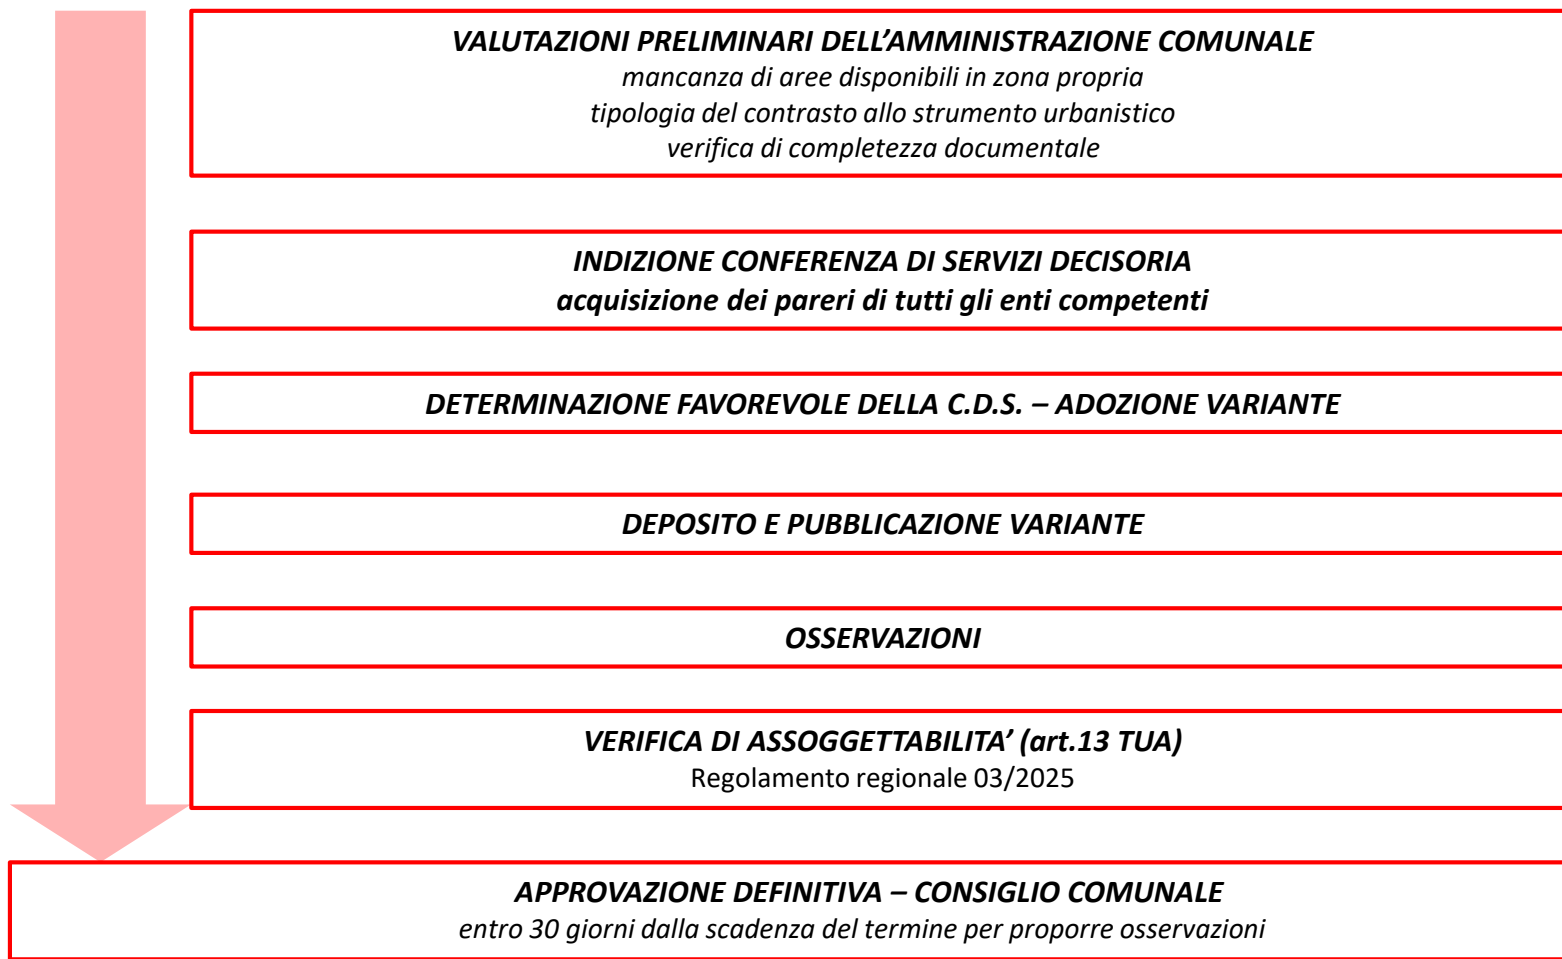 VALUTAZIONI PRELIMINARI DELL’AMMINISTRAZIONE COMUNALE
mancanza di aree disponibili in zona propria
tipologia del contrasto allo strumento urbanistico
verifica di completezza documentale
INDIZIONE CONFERENZA DI SERVIZI DECISORIA
acquisizione dei pareri di tutti gli enti competenti
DETERMINAZIONE FAVOREVOLE DELLA C.D.S. – ADOZIONE VARIANTE
DEPOSITO E PUBBLICAZIONE VARIANTE
OSSERVAZIONI
VERIFICA DI ASSOGGETTABILITA’ (art.13 TUA)
Regolamento regionale 03/2025
APPROVAZIONE DEFINITIVA – CONSIGLIO COMUNALE
entro 30 giorni dalla scadenza del termine per proporre osservazioni